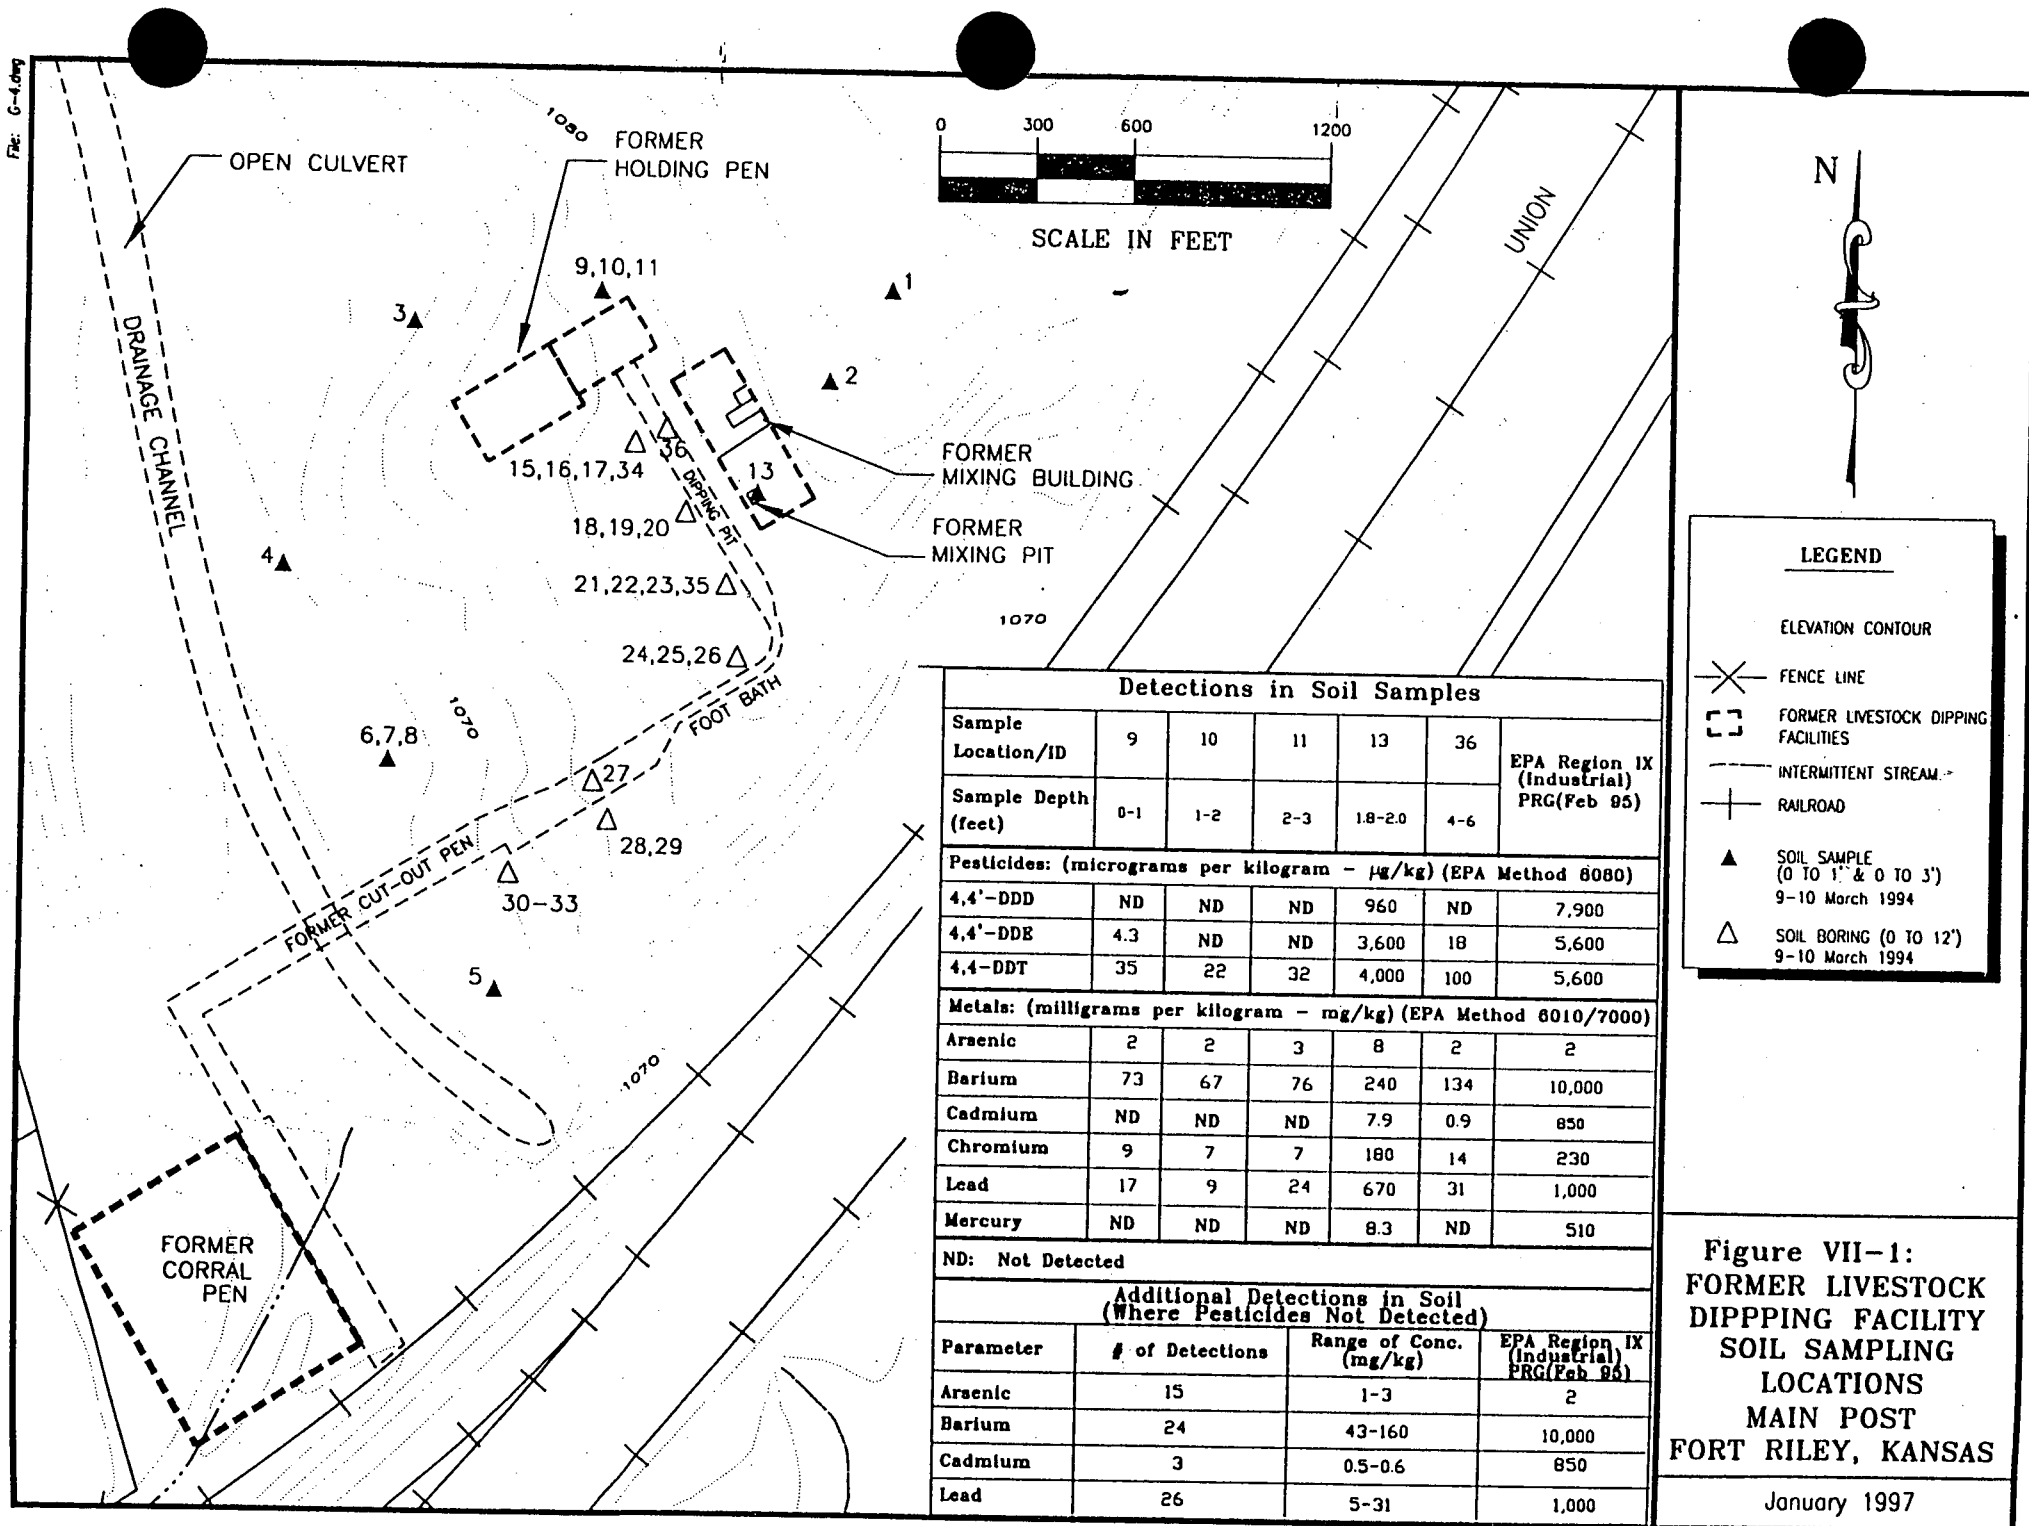 File: G-4.dwg
OPEN CULVERT
1080
FORMER
HOLDING PEN
0 300 600 1200
SCALE IN FEET
UNION
N
DRAINAGE CHANNEL
9,10,11
1
3
2
36
15,16,17,34
13
DIPPING PIT
FORMER
MIXING BUILDING
18,19,20
FORMER
MIXING PIT
4
21,22,23,35
1070
24,25,26
FOOT BATH
1070
6,7,8
27
28,29
FORMER CUT-OUT PEN
30-33
5
1070
FORMER
CORRAL
PEN
LEGEND
ELEVATION CONTOUR
FENCE LINE
FORMER LIVESTOCK DIPPING
FACILITIES
INTERMITTENT STREAM
RAILROAD
SOIL SAMPLE
(0 TO 1' & 0 TO 3')
9-10 March 1994
SOIL BORING (0 TO 12')
9-10 March 1994
Detections in Soil Samples
Sample
Location/ID 9 10 11 13 36
EPA Region IX
(Industrial)
PRG(Feb 95)
Sample Depth
(feet) 0-1 1-2 2-3 1.8-2.0 4-6
Pesticides: (micrograms per kilogram - µg/kg) (EPA Method 8080)
4,4'-DDD ND ND ND 960 ND 7,900
4,4'-DDE 4.3 ND ND 3,600 18 5,600
4,4-DDT 35 22 32 4,000 100 5,600
Metals: (milligrams per kilogram - mg/kg) (EPA Method 6010/7000)
Arsenic 2 2 3 8 2 2
Barium 73 67 76 240 134 10,000
Cadmium ND ND ND 7.9 0.9 850
Chromium 9 7 7 180 14 230
Lead 17 9 24 670 31 1,000
Mercury ND ND ND 8.3 ND 510
ND: Not Detected
Additional Detections in Soil
(Where Pesticides Not Detected)
Parameter # of Detections Range of Conc.
(mg/kg) EPA Region IX
(Industrial)
PRG(Feb 95)
Arsenic 15 1-3 2
Barium 24 43-160 10,000
Cadmium 3 0.5-0.6 850
Lead 26 5-31 1,000
Figure VII-1:
FORMER LIVESTOCK
DIPPPING FACILITY
SOIL SAMPLING
LOCATIONS
MAIN POST
FORT RILEY, KANSAS
January 1997